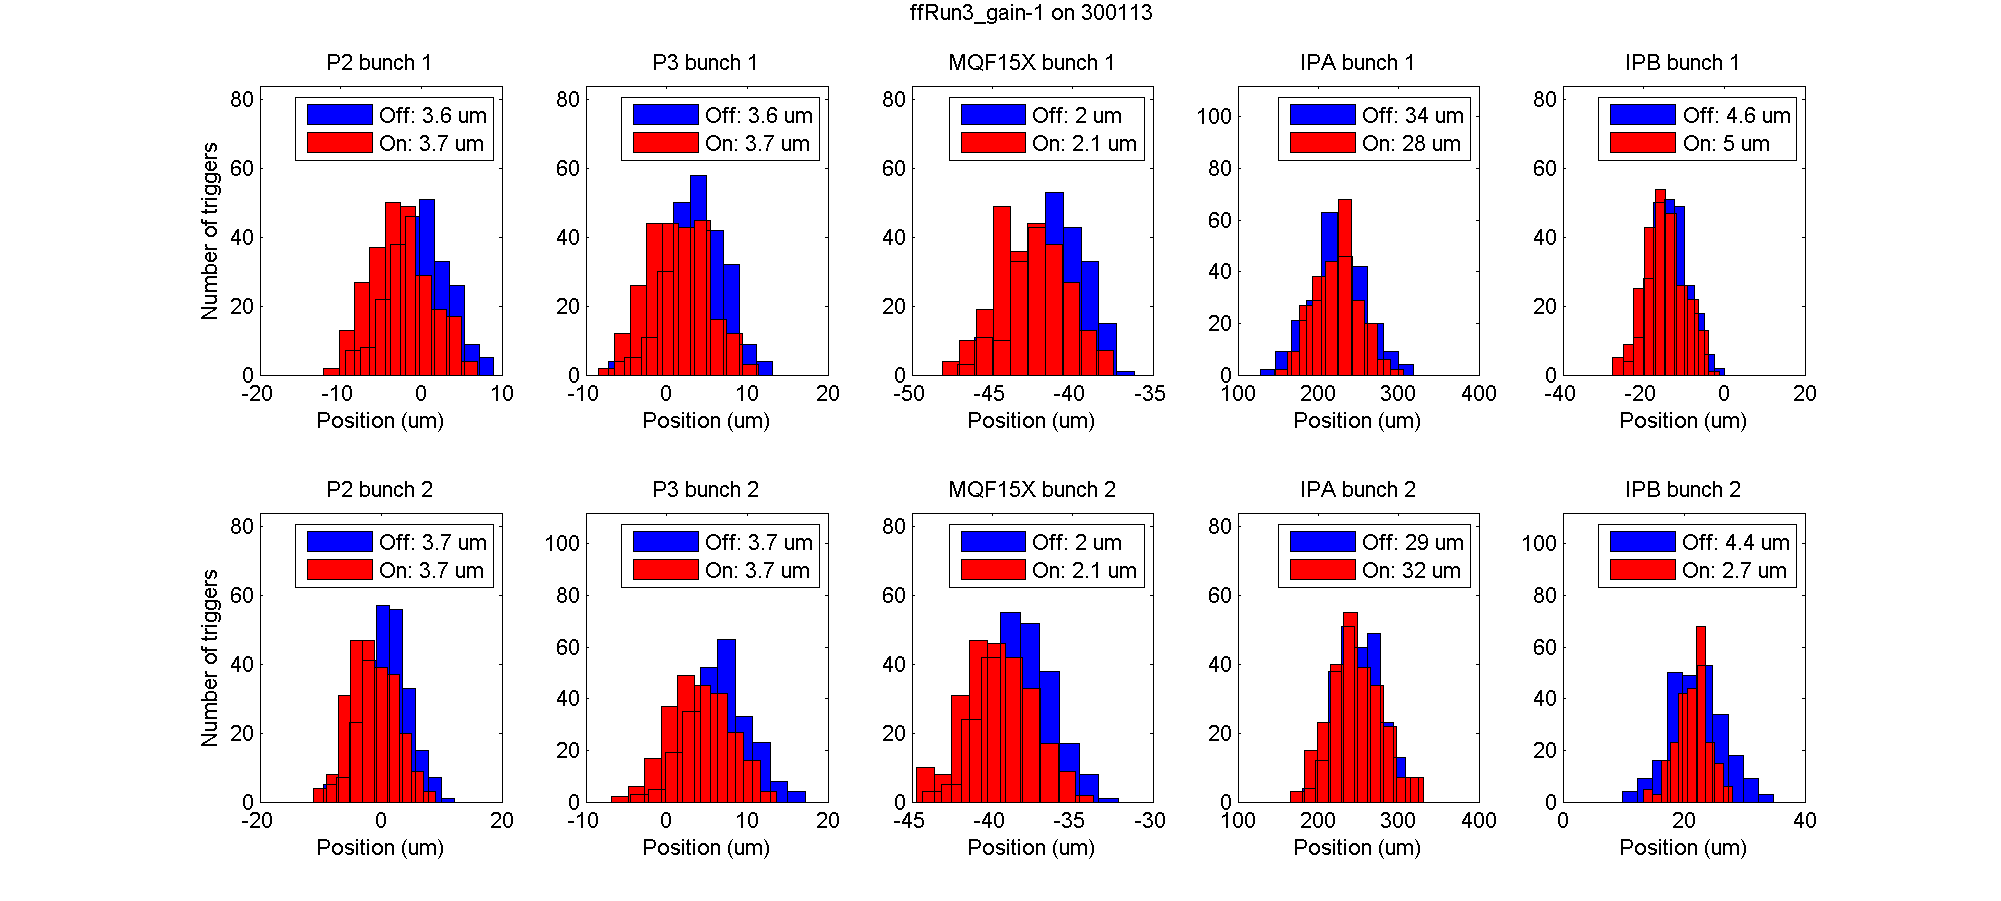 ffRun3_gain-1 on 300113
P2 bunch 1
P3 bunch 1
MQF15X bunch 1
IPA bunch 1
IPB bunch 1
Number of triggers
80
60
40
20
0
Off: 3.6 um
On: 3.7 um
-20
-10
0
10
Position (um)
80
60
40
20
0
Off: 3.6 um
On: 3.7 um
-10
0
10
20
Position (um)
80
60
40
20
0
Off: 2 um
On: 2.1 um
-50
-45
-40
-35
Position (um)
100
80
60
40
20
0
Off: 34 um
On: 28 um
100
200
300
400
Position (um)
80
60
40
20
0
Off: 4.6 um
On: 5 um
-40
-20
0
20
Position (um)
P2 bunch 2
P3 bunch 2
MQF15X bunch 2
IPA bunch 2
IPB bunch 2
Number of triggers
80
60
40
20
0
Off: 3.7 um
On: 3.7 um
-20
0
20
Position (um)
100
80
60
40
20
0
Off: 3.7 um
On: 3.7 um
-10
0
10
20
Position (um)
80
60
40
20
0
Off: 2 um
On: 2.1 um
-45
-40
-35
-30
Position (um)
80
60
40
20
0
Off: 29 um
On: 32 um
100
200
300
400
Position (um)
100
80
60
40
20
0
Off: 4.4 um
On: 2.7 um
0
20
40
Position (um)